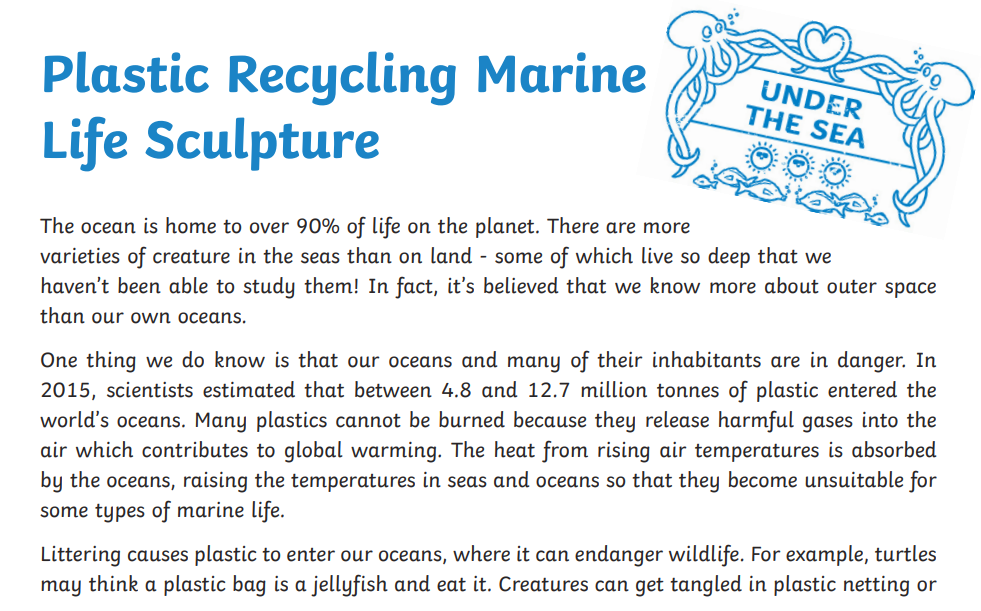 Plastic Recycling Marine
Life Sculpture
UNDER
THE SEA
The ocean is home to over 90% of life on the planet. There are more
varieties of creature in the seas than on land - some of which live so deep that we
haven't been able to study them! In fact, it's believed that we know more about outer space
than our own oceans.
One thing we do know is that our oceans and many of their inhabitants are in danger. In
2015, scientists estimated that between 4.8 and 12.7 million tonnes of plastic entered the
world's oceans. Many plastics cannot be burned because they release harmful gases into the
air which contributes to global warming. The heat from rising air temperatures is absorbed
by the oceans, raising the temperatures in seas and oceans so that they become unsuitable for
some types of marine life.
Littering causes plastic to enter our oceans, where it can endanger wildlife. For example, turtles
may think a plastic bag is a jellyfish and eat it. Creatures can get tangled in plastic netting or